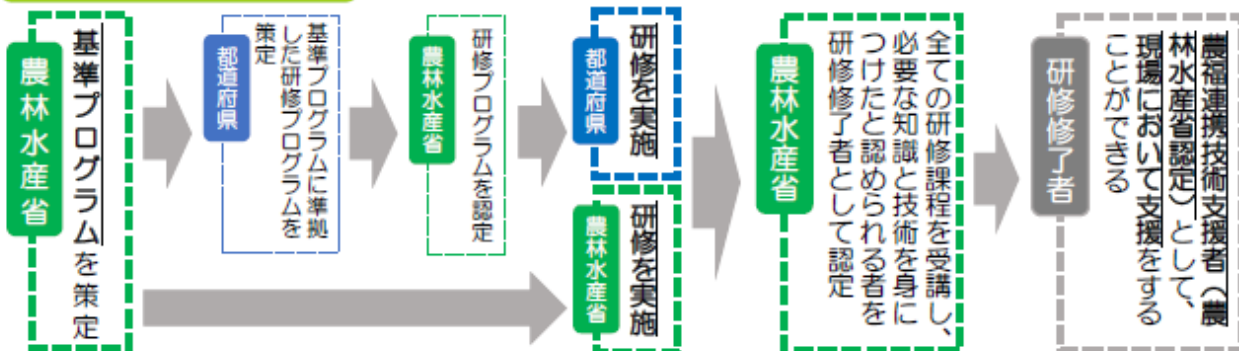 農林水産省
基準プログラムを策定
都道府県
基準プログラムに準拠
した研修プログラムを
策定
農林水産省
研修プログラムを認定
都道府県
研修を実施
農林水産省
研修を実施
農林水産省
全ての研修課程を受講し、
必要な知識と技術を身に
つけたと認められる者を
研修修了者として認定
研修修了者
農福連携技術支援者（農
林水産省認定）として、
現場において支援をする
ことができる